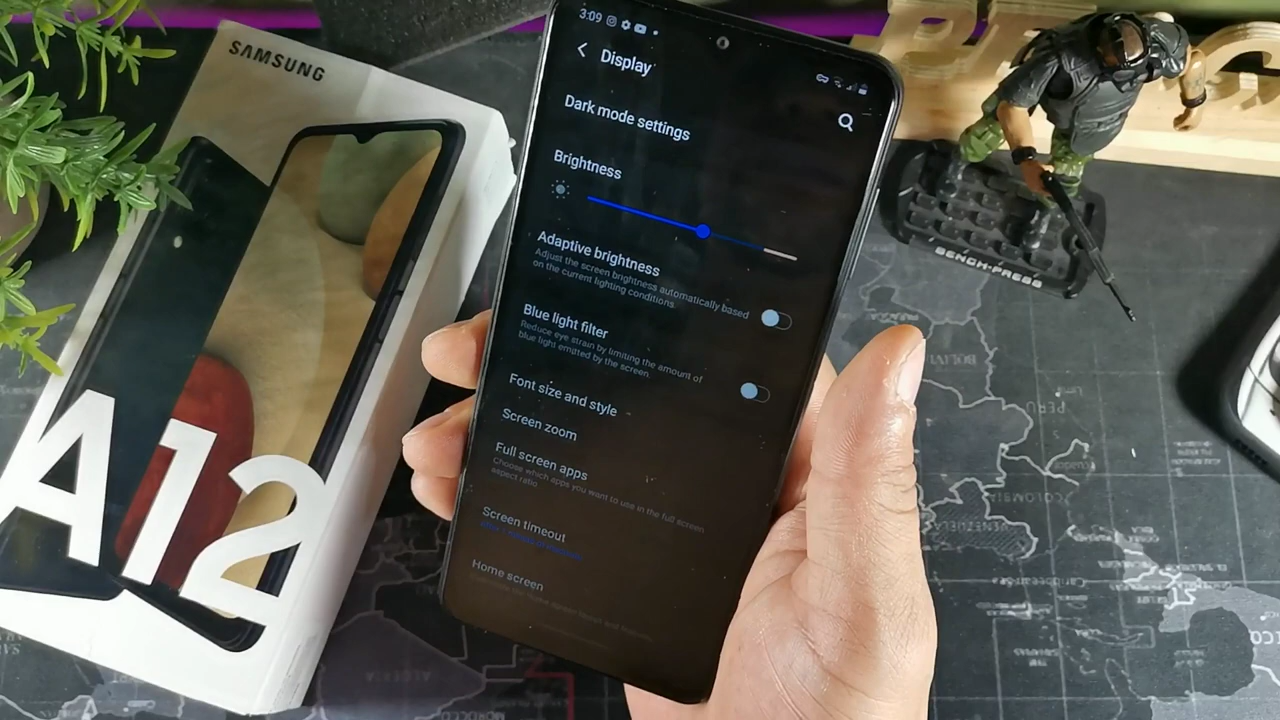 SAMSUNG
A12
3:09
Display
Dark mode settings
Brightness
Adaptive brightness
Adjust the screen brightness automatically based
on the current lighting conditions.
Blue light filter
Reduce eye strain by limiting the amount of
blue light emitted by the screen.
Font size and style
Screen zoom
Full screen apps
Choose which apps you want to use in the full screen
aspect ratio.
Screen timeout
Home screen
BENCH-PRESS
BOLIVIA
PERU
COLOMBIA
VENEZUELA
ALGERIA
MOROCCO